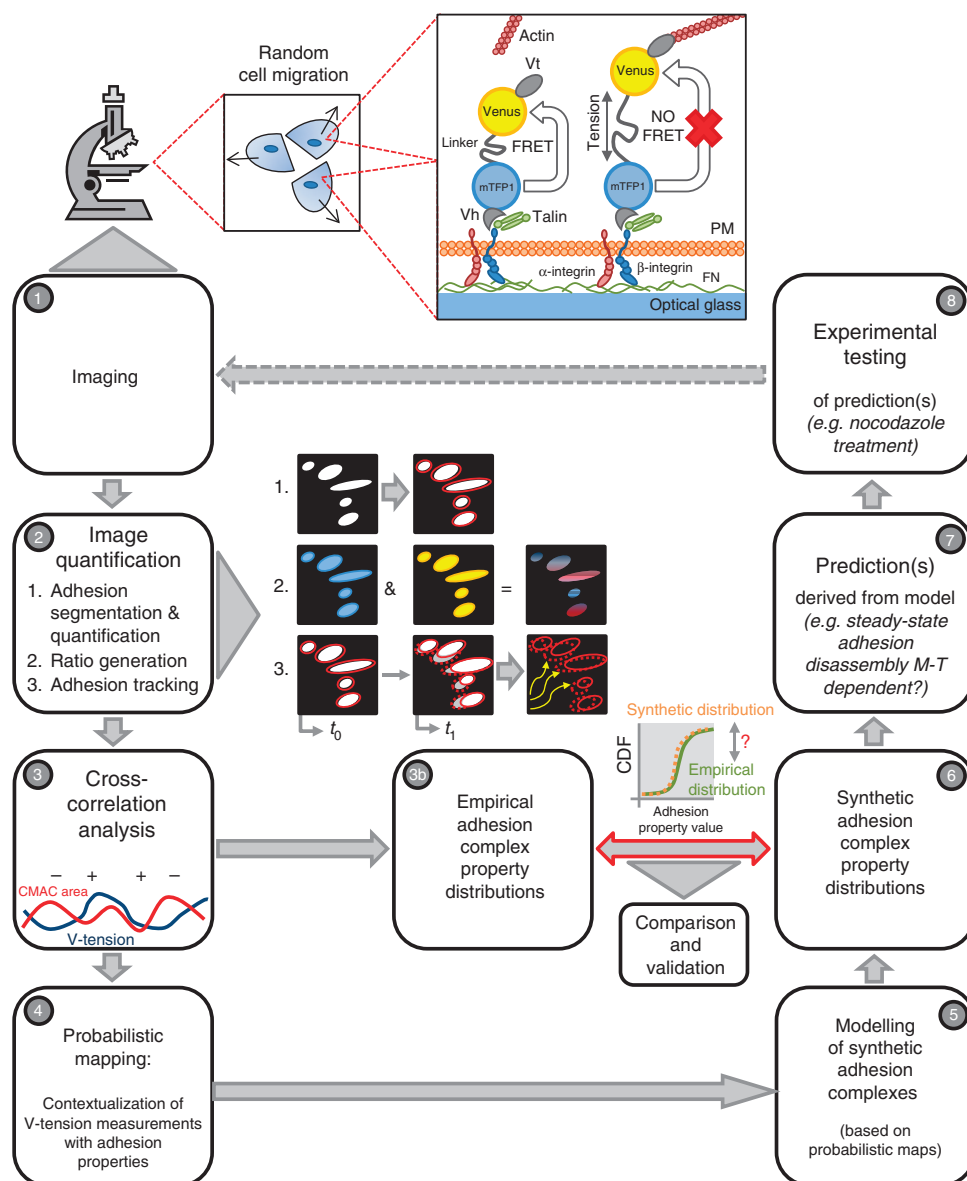 Random
cell migration
Actin
Vt
Venus
Linker
FRET
mTFP1
Vh
Talin
Venus
Tension
NO
FRET
mTFP1
PM
α-integrin
β-integrin
FN
Optical glass
1
Imaging
8
Experimental
testing
of prediction(s)
(e.g. nocodazole
treatment)
2
Image
quantification
1. Adhesion
segmentation &
quantification
2. Ratio generation
3. Adhesion tracking
1.
2.
&
=
3.
t0
t1
7
Prediction(s)
derived from model
(e.g. steady-state
adhesion
disassembly M-T
dependent?)
3
Cross-
correlation
analysis
– + + –
CMAC area
V-tension
3b
Empirical
adhesion
complex
property
distributions
Synthetic distribution
?
CDF
Empirical
distribution
Adhesion
property value
Comparison
and
validation
6
Synthetic
adhesion
complex
property
distributions
4
Probabilistic
mapping:
Contextualization of
V-tension measurements
with adhesion
properties
5
Modelling
of synthetic
adhesion
complexes
(based on
probabilistic maps)